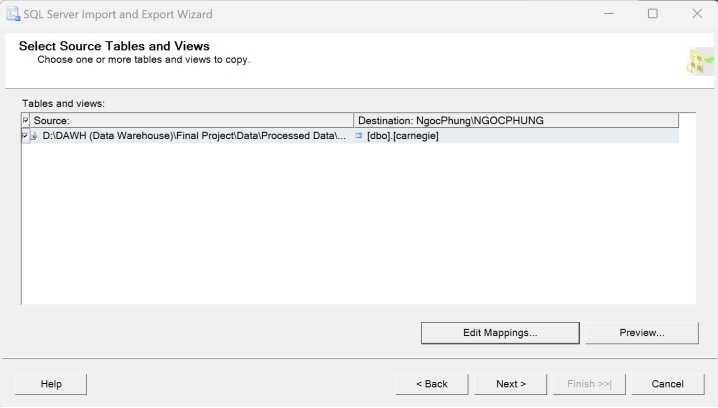 SQL Server Import and Export Wizard
Select Source Tables and Views
Choose one or more tables and views to copy.
Tables and views:
Source: Destination: NgocPhung\NGOCPHUNG
D:\DAWH (Data Warehouse)\Final Project\Data\Processed Data\... [dbo].[carnegie]
Edit Mappings... Preview...
Help < Back Next > Finish >>| Cancel